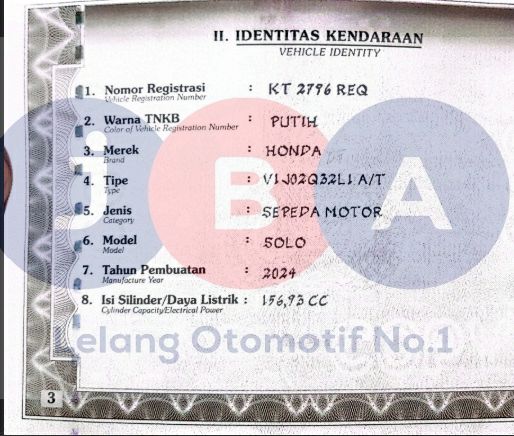 II. IDENTITAS KENDARAAN
VEHICLE IDENTITY
1. Nomor Registrasi : KT 2796 REQ
Vehicle Registration Number
2. Warna TNKB : PUTIH
Color of Vehicle Registration Number
3. Merek : HONDA
Brand
4. Tipe : V1J02Q32L1 A/T
Type
5. Jenis : SEPEDA MOTOR
Category
6. Model : SOLO
Model
7. Tahun Pembuatan : 2024
Manufacture Year
8. Isi Silinder/Daya Listrik : 156,93 CC
Cylinder Capacity/Electrical Power
JBA
Lelang Otomotif No.1
3